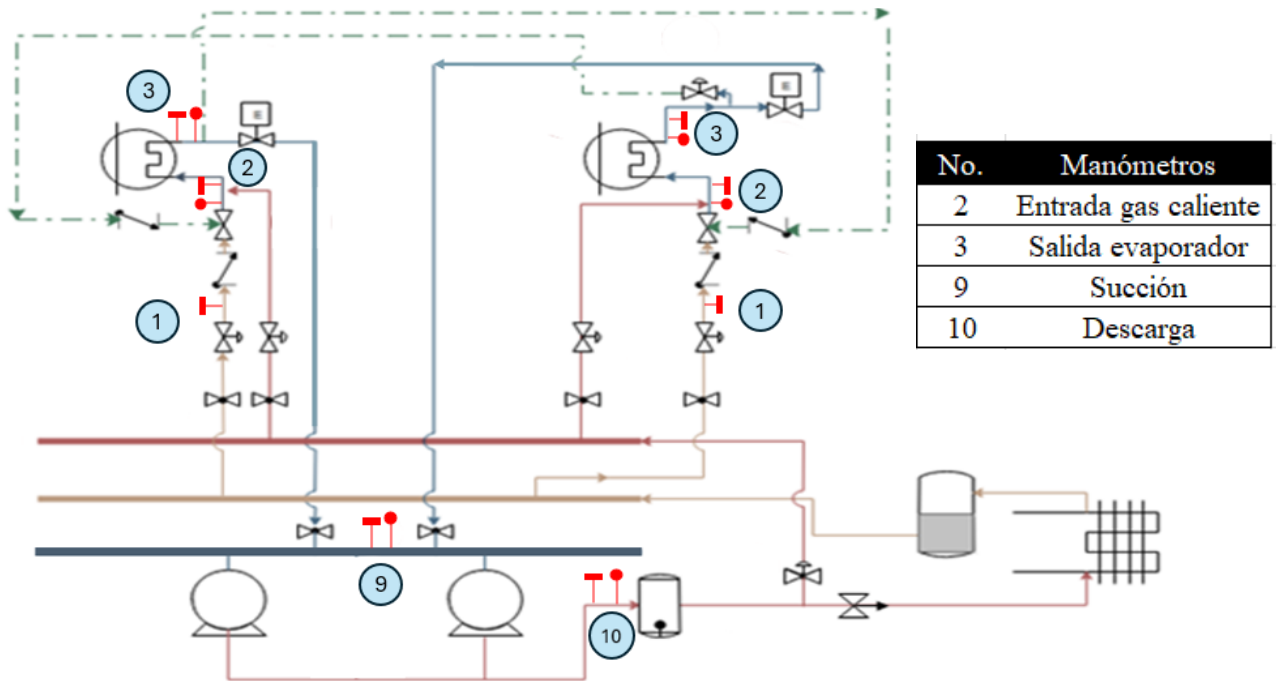 3
E
E
3
2
2
1
1
9
10
No. Manómetros
2 Entrada gas caliente
3 Salida evaporador
9 Succión
10 Descarga